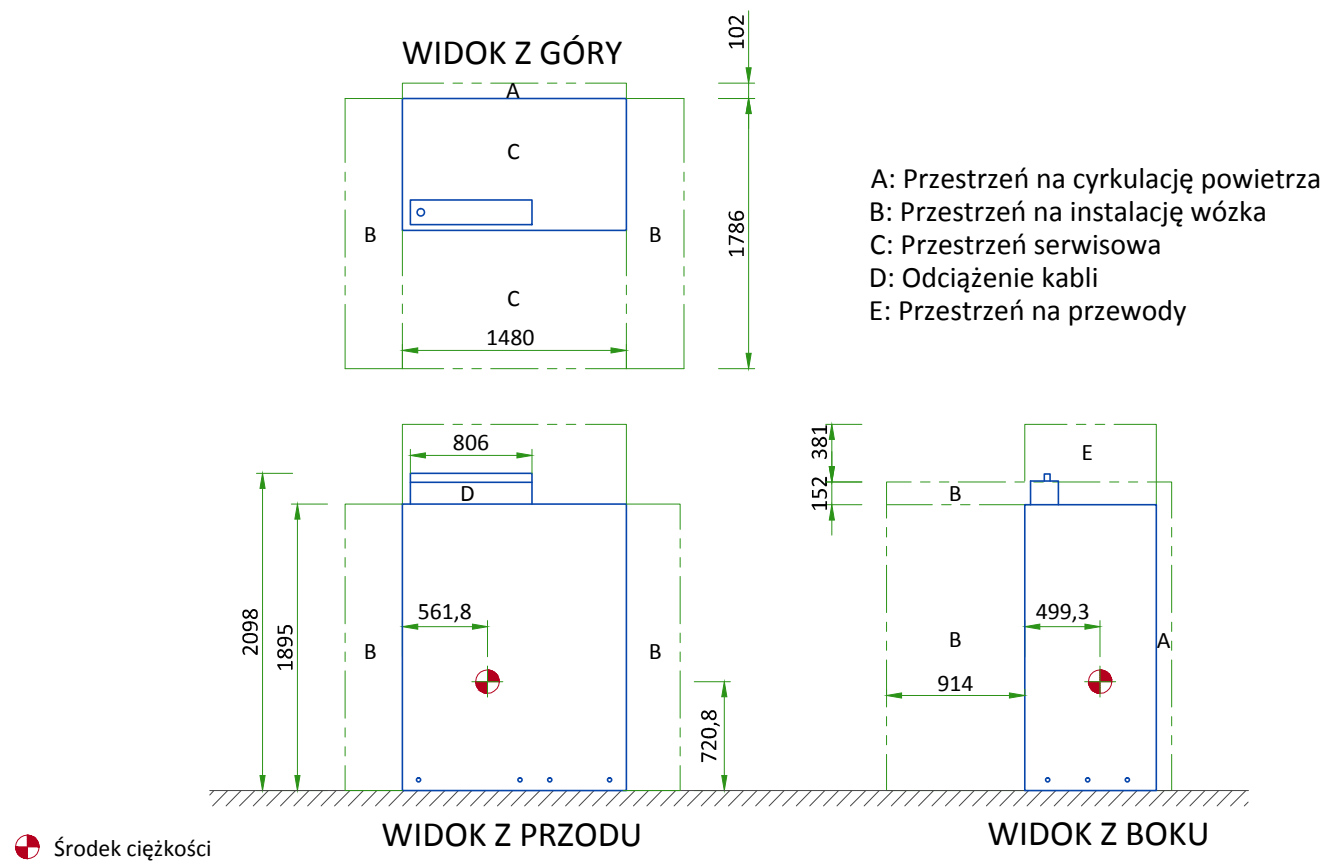 102
WIDOK Z GÓRY
A
C
B
B
C
1480
1786
A: Przestrzeń na cyrkulację powietrza
B: Przestrzeń na instalację wózka
C: Przestrzeń serwisowa
D: Odciążenie kabli
E: Przestrzeń na przewody
806
D
2098
1895
561,8
B
B
720,8
WIDOK Z PRZODU
381
E
152
B
499,3
B
A
914
WIDOK Z BOKU
Środek ciężkości